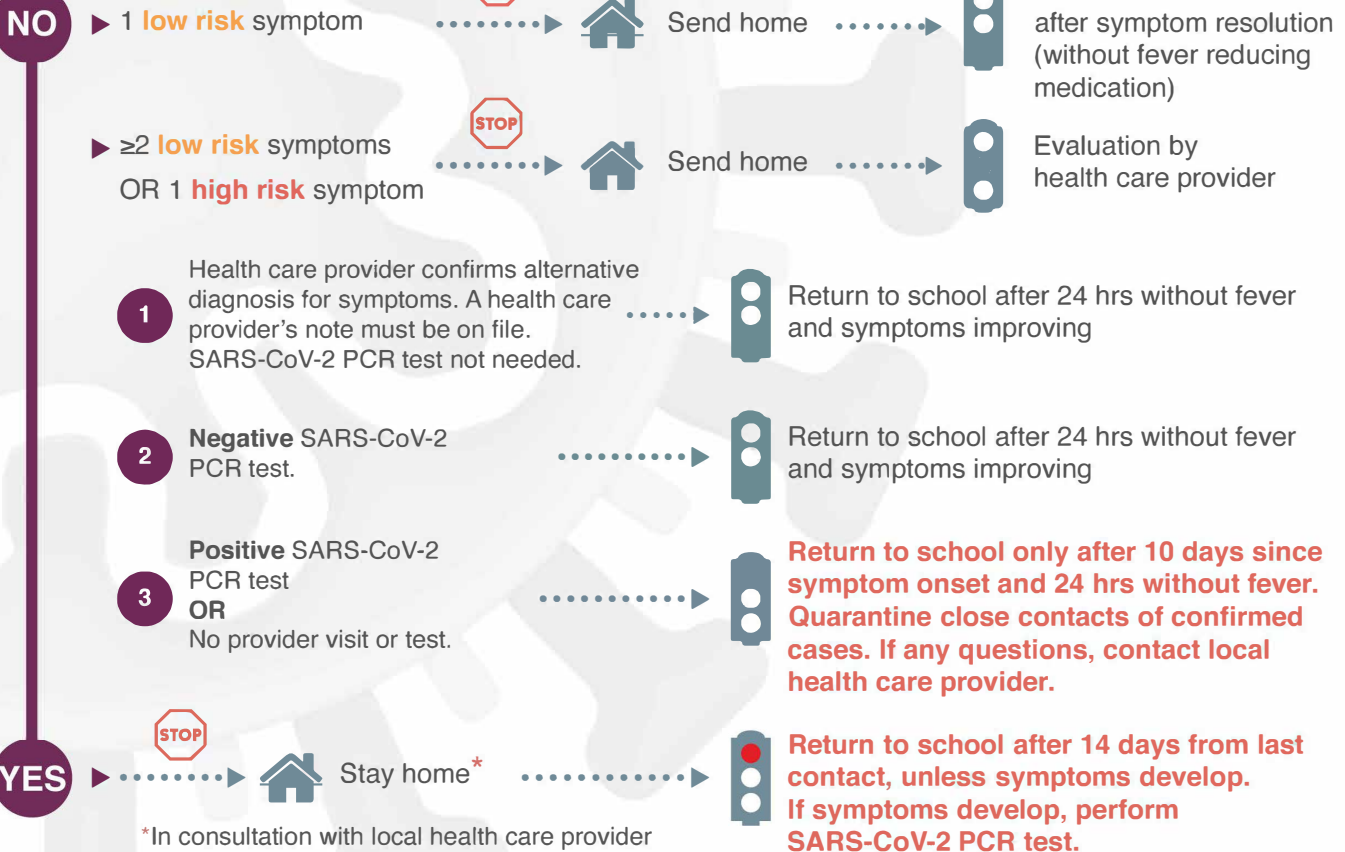 NO
1 low risk symptom
Send home
after symptom resolution
(without fever reducing
medication)
≥2 low risk symptoms
OR 1 high risk symptom
STOP
Send home
Evaluation by
health care provider
1
Health care provider confirms alternative
diagnosis for symptoms. A health care
provider's note must be on file.
SARS-CoV-2 PCR test not needed.
Return to school after 24 hrs without fever
and symptoms improving
2
Negative SARS-CoV-2
PCR test.
Return to school after 24 hrs without fever
and symptoms improving
3
Positive SARS-CoV-2
PCR test
OR
No provider visit or test.
Return to school only after 10 days since
symptom onset and 24 hrs without fever.
Quarantine close contacts of confirmed
cases. If any questions, contact local
health care provider.
YES
STOP
Stay home*
Return to school after 14 days from last
contact, unless symptoms develop.
If symptoms develop, perform
SARS-CoV-2 PCR test.
*In consultation with local health care provider